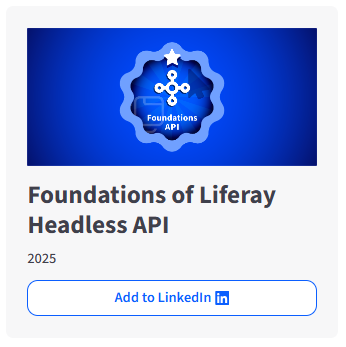 Foundations
API
Foundations of Liferay
Headless API
2025
Add to LinkedIn in